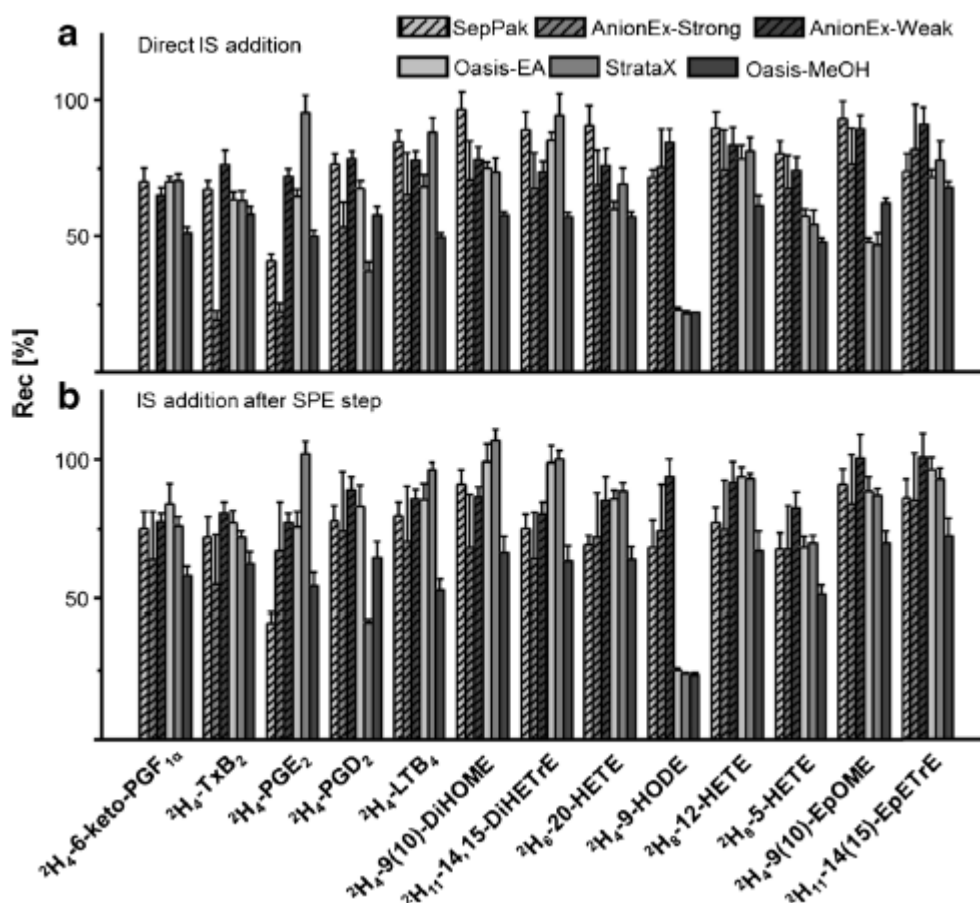 a
Direct IS addition
SepPak AnionEx-Strong AnionEx-Weak
Oasis-EA StrataX Oasis-MeOH
100
50
Rec [%]
b
IS addition after SPE step
100
50
²H₄-6-keto-PGF₁α
²H₄-TxB₂
²H₄-PGE₂
²H₄-PGD₂
²H₄-LTB₄
²H₄-9(10)-DiHOME
²H₁₁-14,15-DiHETrE
²H₆-20-HETE
²H₄-9-HODE
²H₈-12-HETE
²H₈-5-HETE
²H₄-9(10)-EpOME
²H₁₁-14(15)-EpETrE